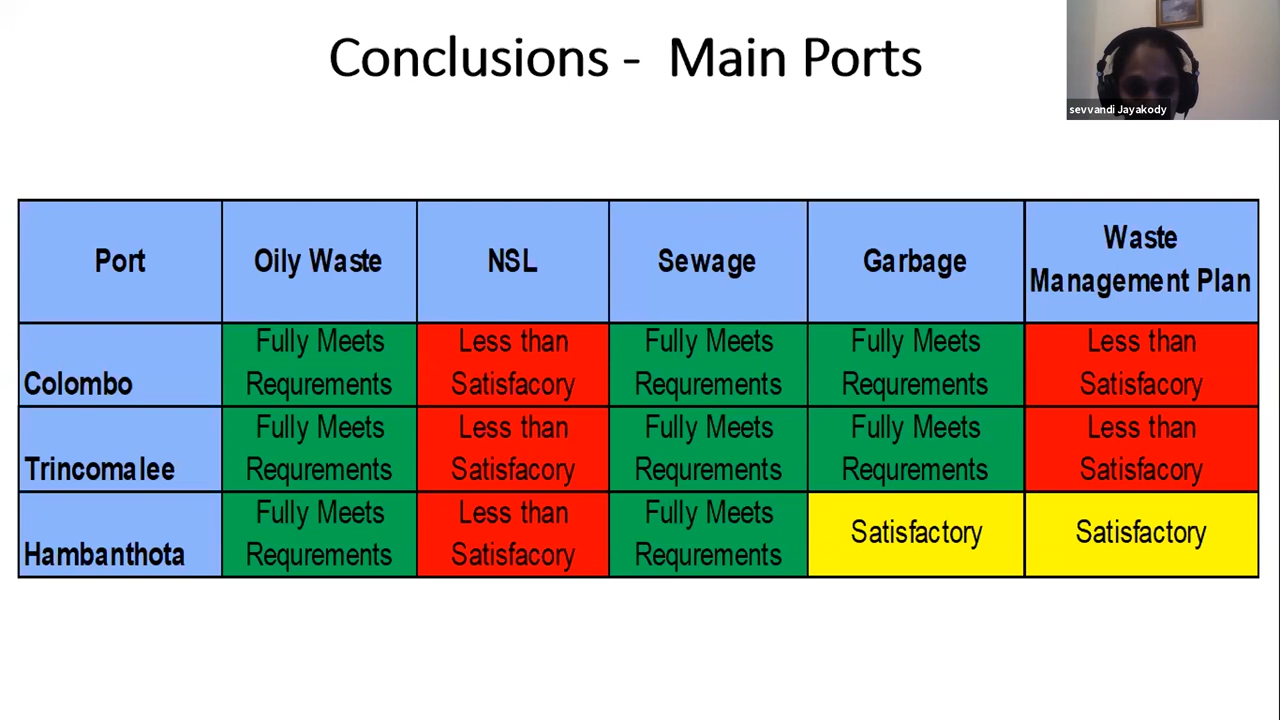 Conclusions - Main Ports
sevvandi Jayakody
Port
Oily Waste
NSL
Sewage
Garbage
Waste
Management Plan
Colombo
Fully Meets
Requrements
Less than
Satisfacory
Fully Meets
Requrements
Fully Meets
Requrements
Less than
Satisfacory
Trincomalee
Fully Meets
Requrements
Less than
Satisfacory
Fully Meets
Requrements
Fully Meets
Requrements
Less than
Satisfacory
Hambanthota
Fully Meets
Requrements
Less than
Satisfacory
Fully Meets
Requrements
Satisfactory
Satisfactory